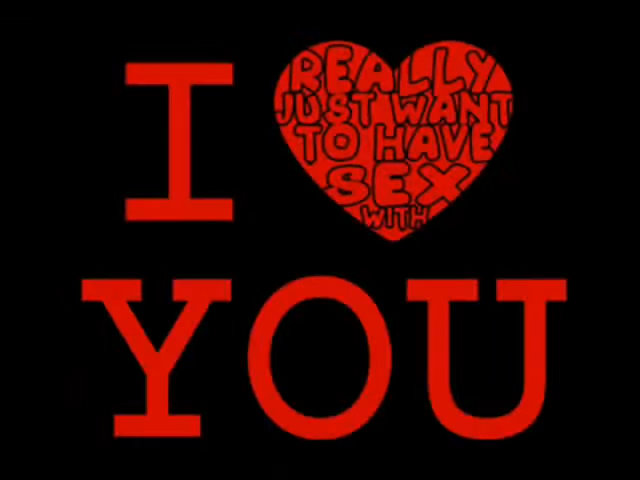 I
REALLY
JUST WANT
TO HAVE
SEX
WITH
YOU